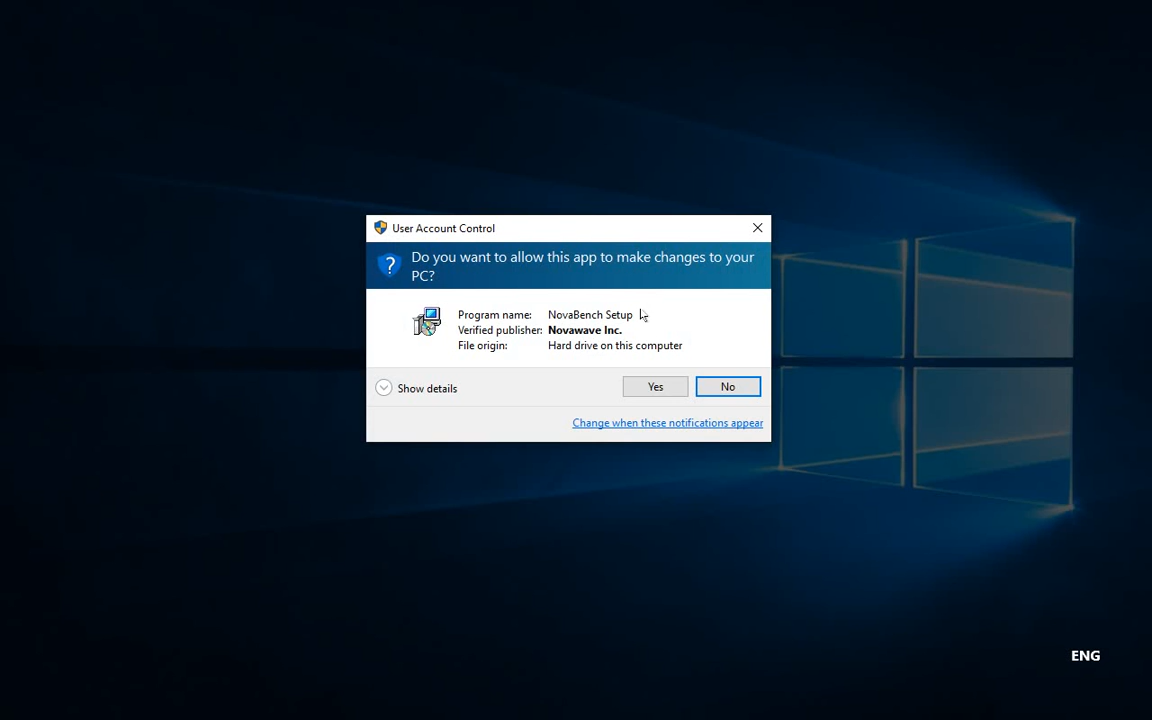 User Account Control
Do you want to allow this app to make changes to your
PC?
Program name: NovaBench Setup
Verified publisher: Novawave Inc.
File origin: Hard drive on this computer
Show details
Yes
No
Change when these notifications appear
ENG